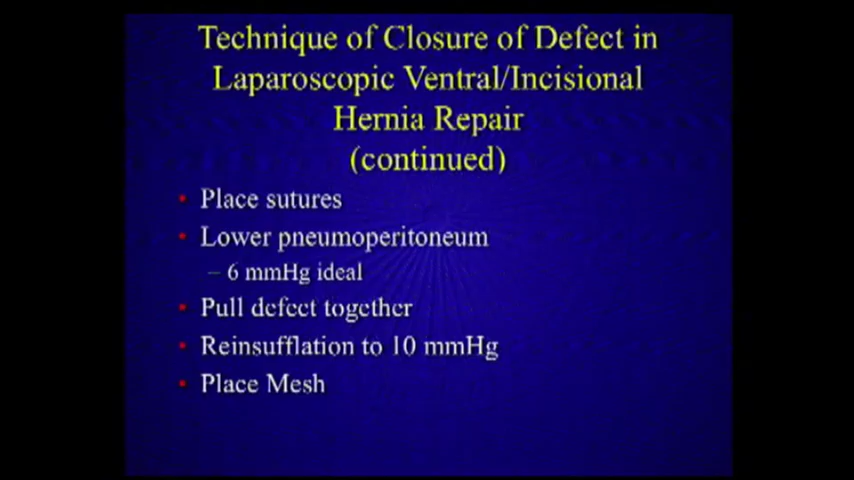 Technique of Closure of Defect in
Laparoscopic Ventral/Incisional
Hernia Repair
(continued)
• Place sutures
• Lower pneumoperitoneum
– 6 mmHg ideal
• Pull defect together
• Reinsufflation to 10 mmHg
• Place Mesh